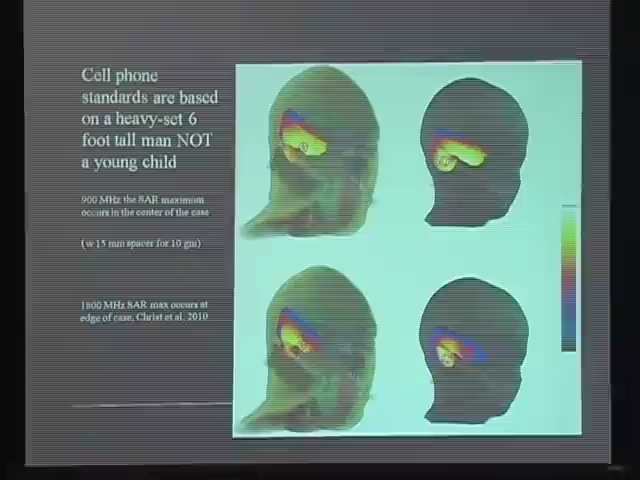 Cell phone
standards are based
on a heavy-set 6
foot tall man NOT
a young child
900 MHz the SAR maximum
occurs in the center of the case
(w 15 mm spaces for 10 gm)
1800 MHz SAR max occurs at
edge of case, Christ et al. 2010